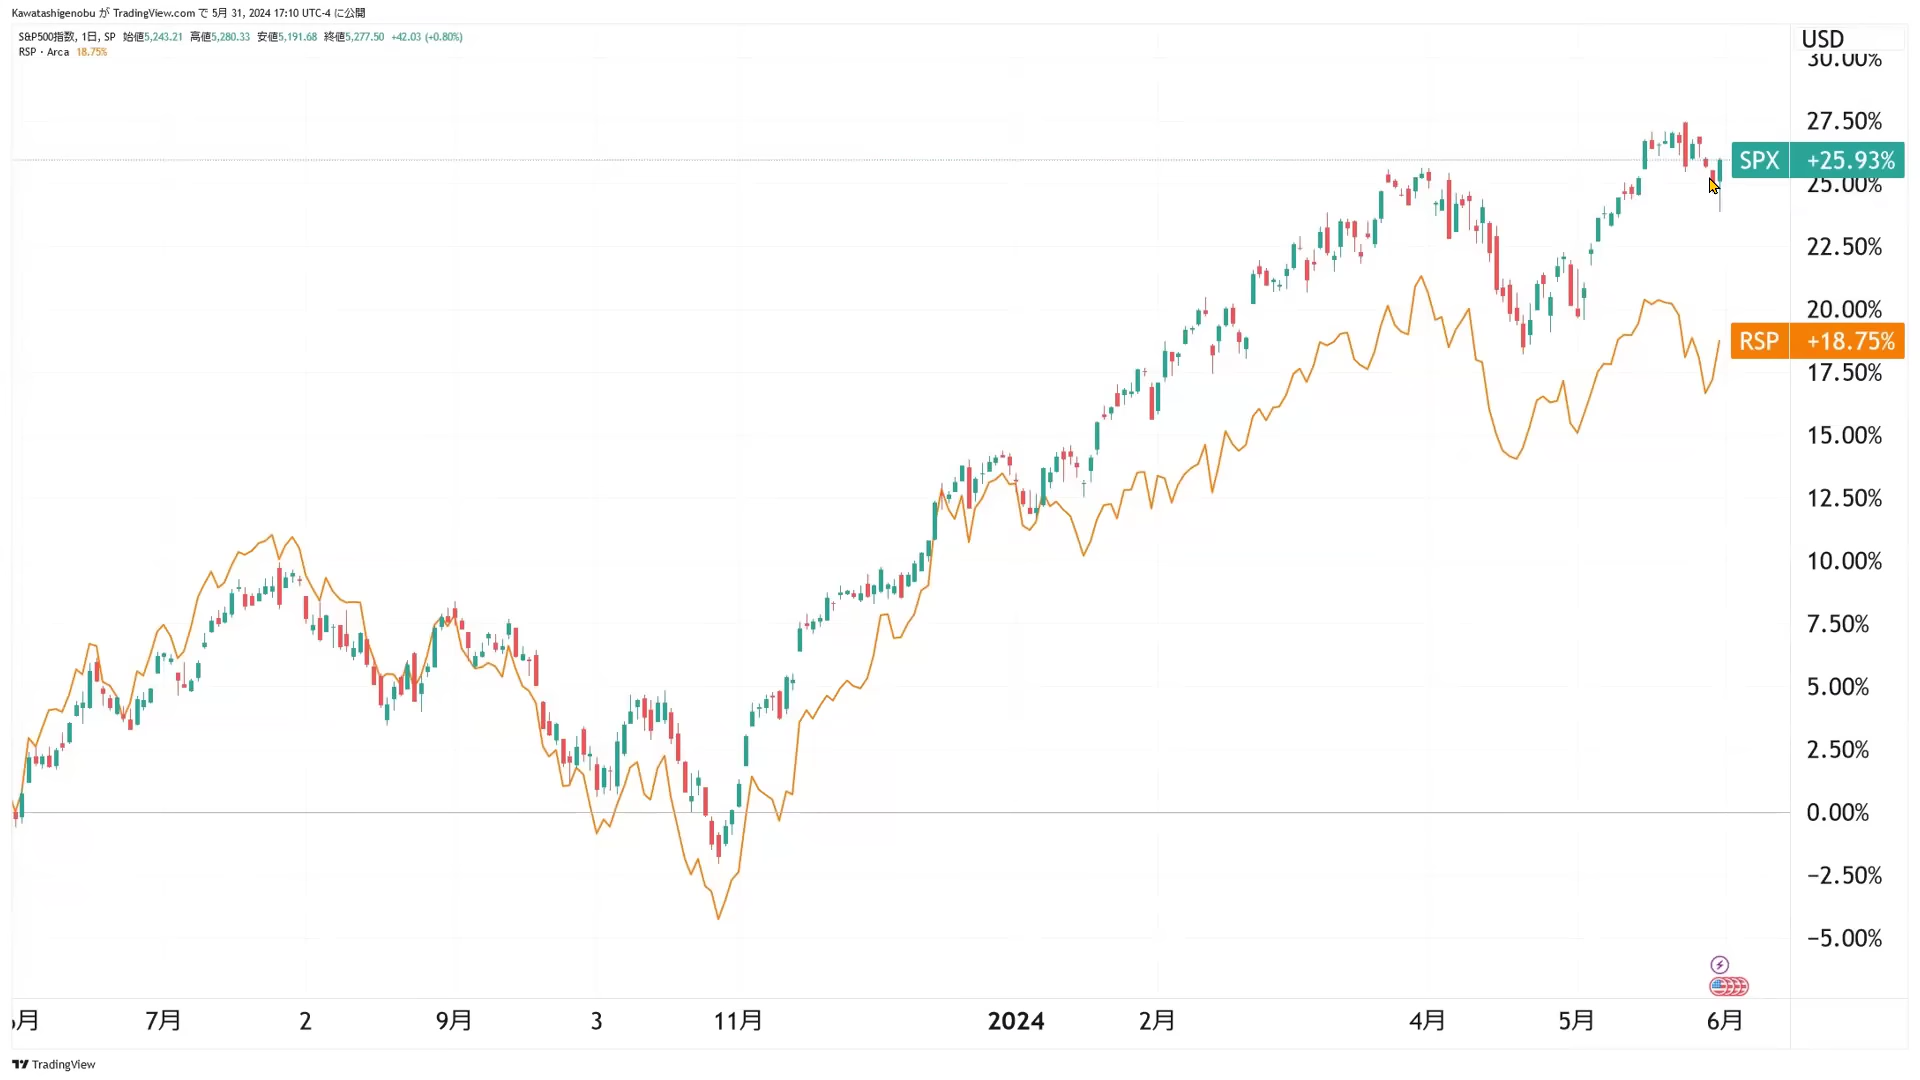 Kawatashigenobu が TradingView.com で 5月 31, 2024 17:10 UTC-4 に公開
S&P500指数, 1日, SP 始値5,243.21 高値5,280.33 安値5,191.68 終値5,277.50 +42.03 (+0.80%)
RSP · Arca 18.75%
USD
30.00%
27.50%
SPX +25.93%
25.00%
22.50%
20.00%
RSP +18.75%
17.50%
15.00%
12.50%
10.00%
7.50%
5.00%
2.50%
0.00%
−2.50%
−5.00%
月 7月 2 9月 3 11月 2024 2月 4月 5月 6月
TradingView